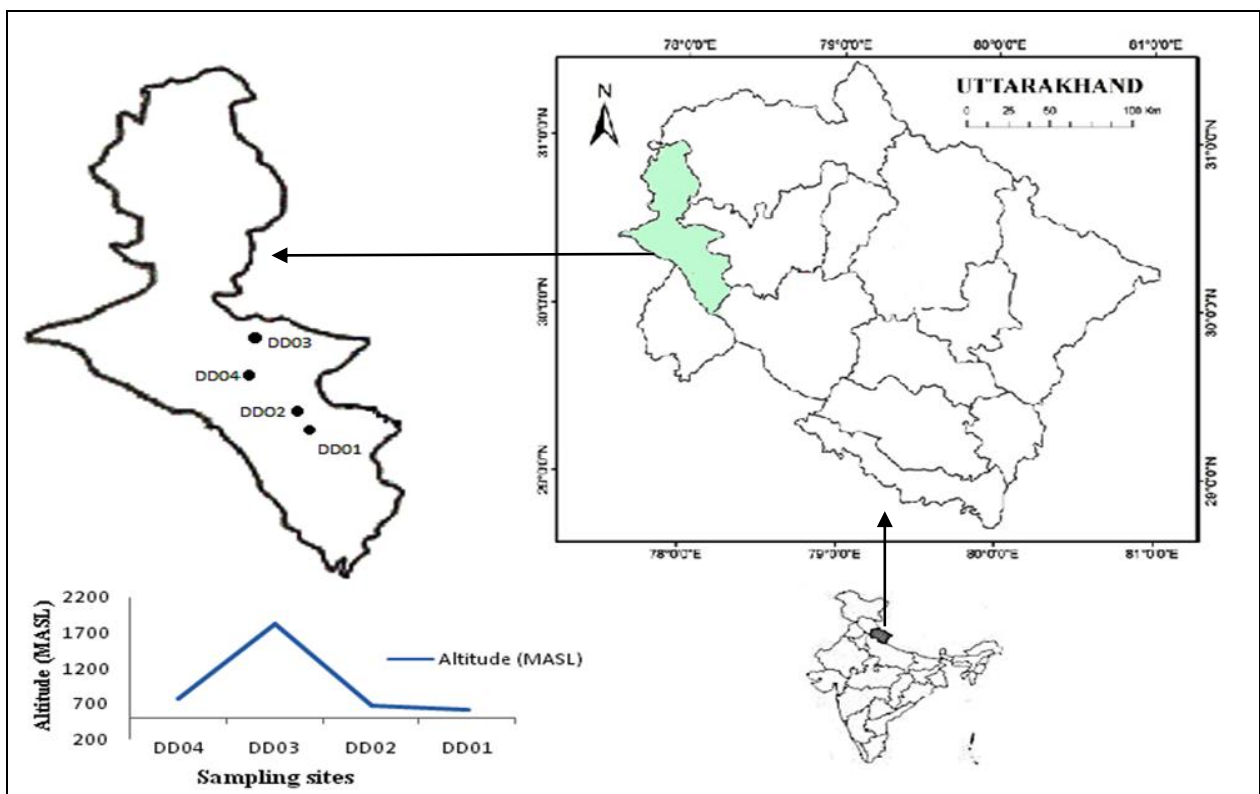 78°0'0"E 79°0'0"E 80°0'0"E 81°0'0"E
UTTARAKHAND
N
0 25 50 100 Km
31°0'0"N
31°0'0"N
30°0'0"N
30°0'0"N
29°0'0"N
29°0'0"N
78°0'0"E 79°0'0"E 80°0'0"E 81°0'0"E
DD03
DD04
DD02
DD01
2200
1700
1200
700
200
Altitude (MASL)
Altitude (MASL)
DD04 DD03 DD02 DD01
Sampling sites